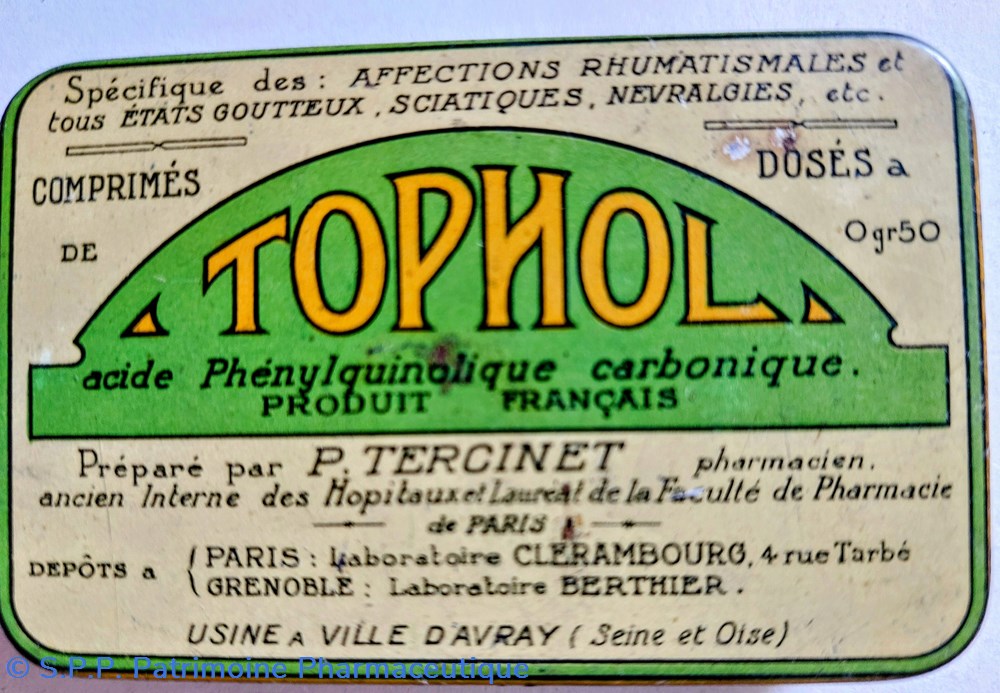 Spécifique des : AFFECTIONS RHUMATISMALES et
tous ÉTATS GOUTTEUX, SCIATIQUES, NEVRALGIES, etc.
COMPRIMÉS
DE
DOSÉS a
0gr50
TOPHOL
acide Phénylquinolique carbonique.
PRODUIT FRANÇAIS
Préparé par P. TERCINET pharmacien.
ancien Interne des Hopitaux et Laureat de la Faculté de Pharmacie
de PARIS
DEPÔTS a
PARIS : Laboratoire CLERAMBOURG, 4 rue Tarbé
GRENOBLE : Laboratoire BERTHIER.
USINE A VILLE D'AVRAY (Seine et Oise)
© S.P.P. Patrimoine Pharmaceutique